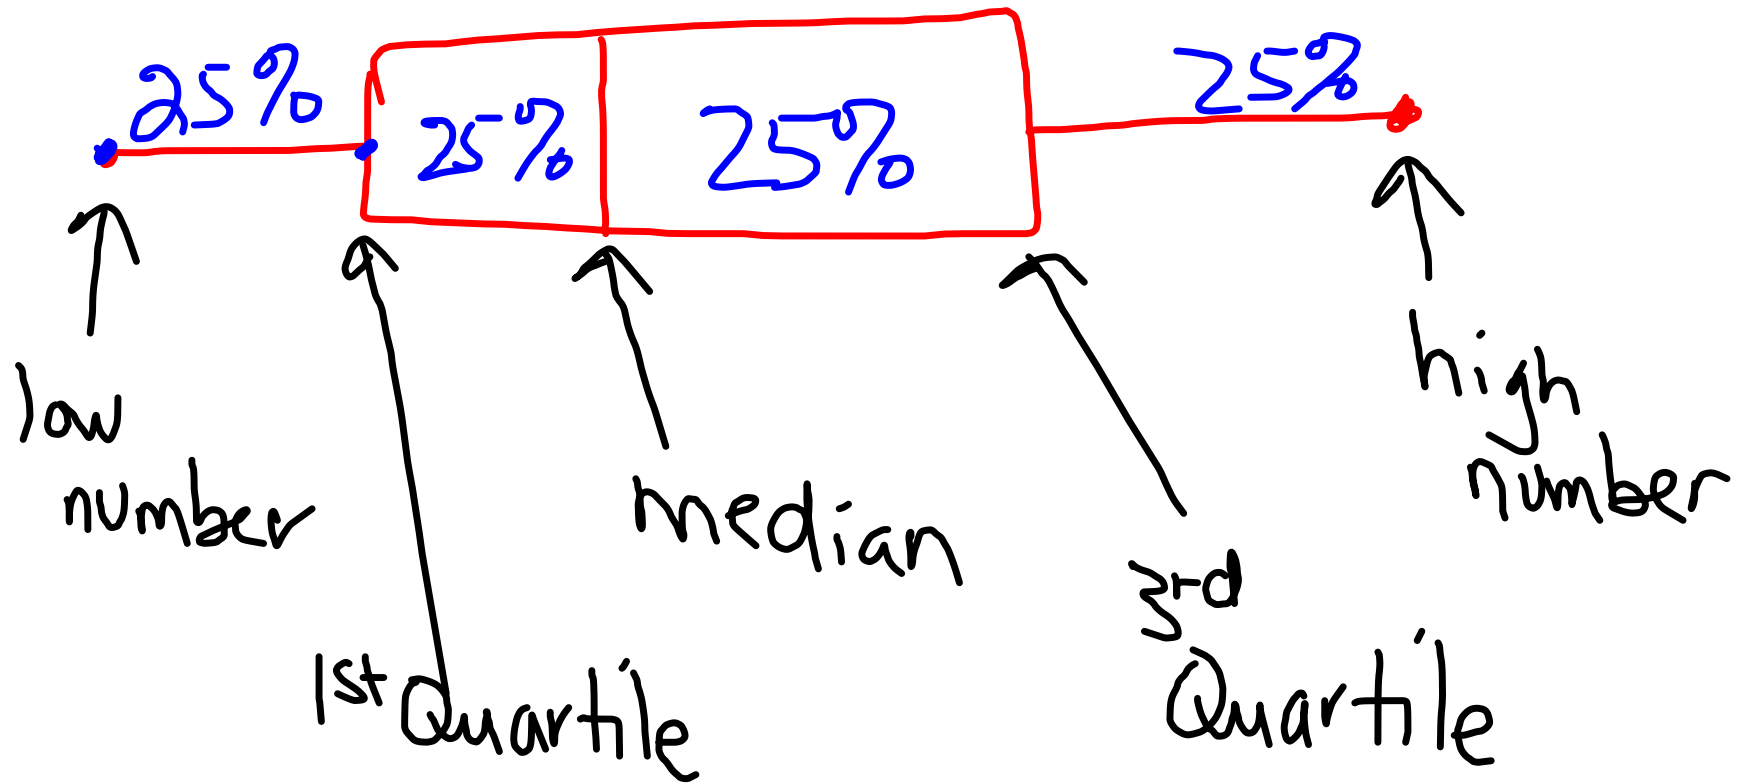 25%
25%
25%
25%
low
number
1st Quartile
median
3rd
Quartile
high
number